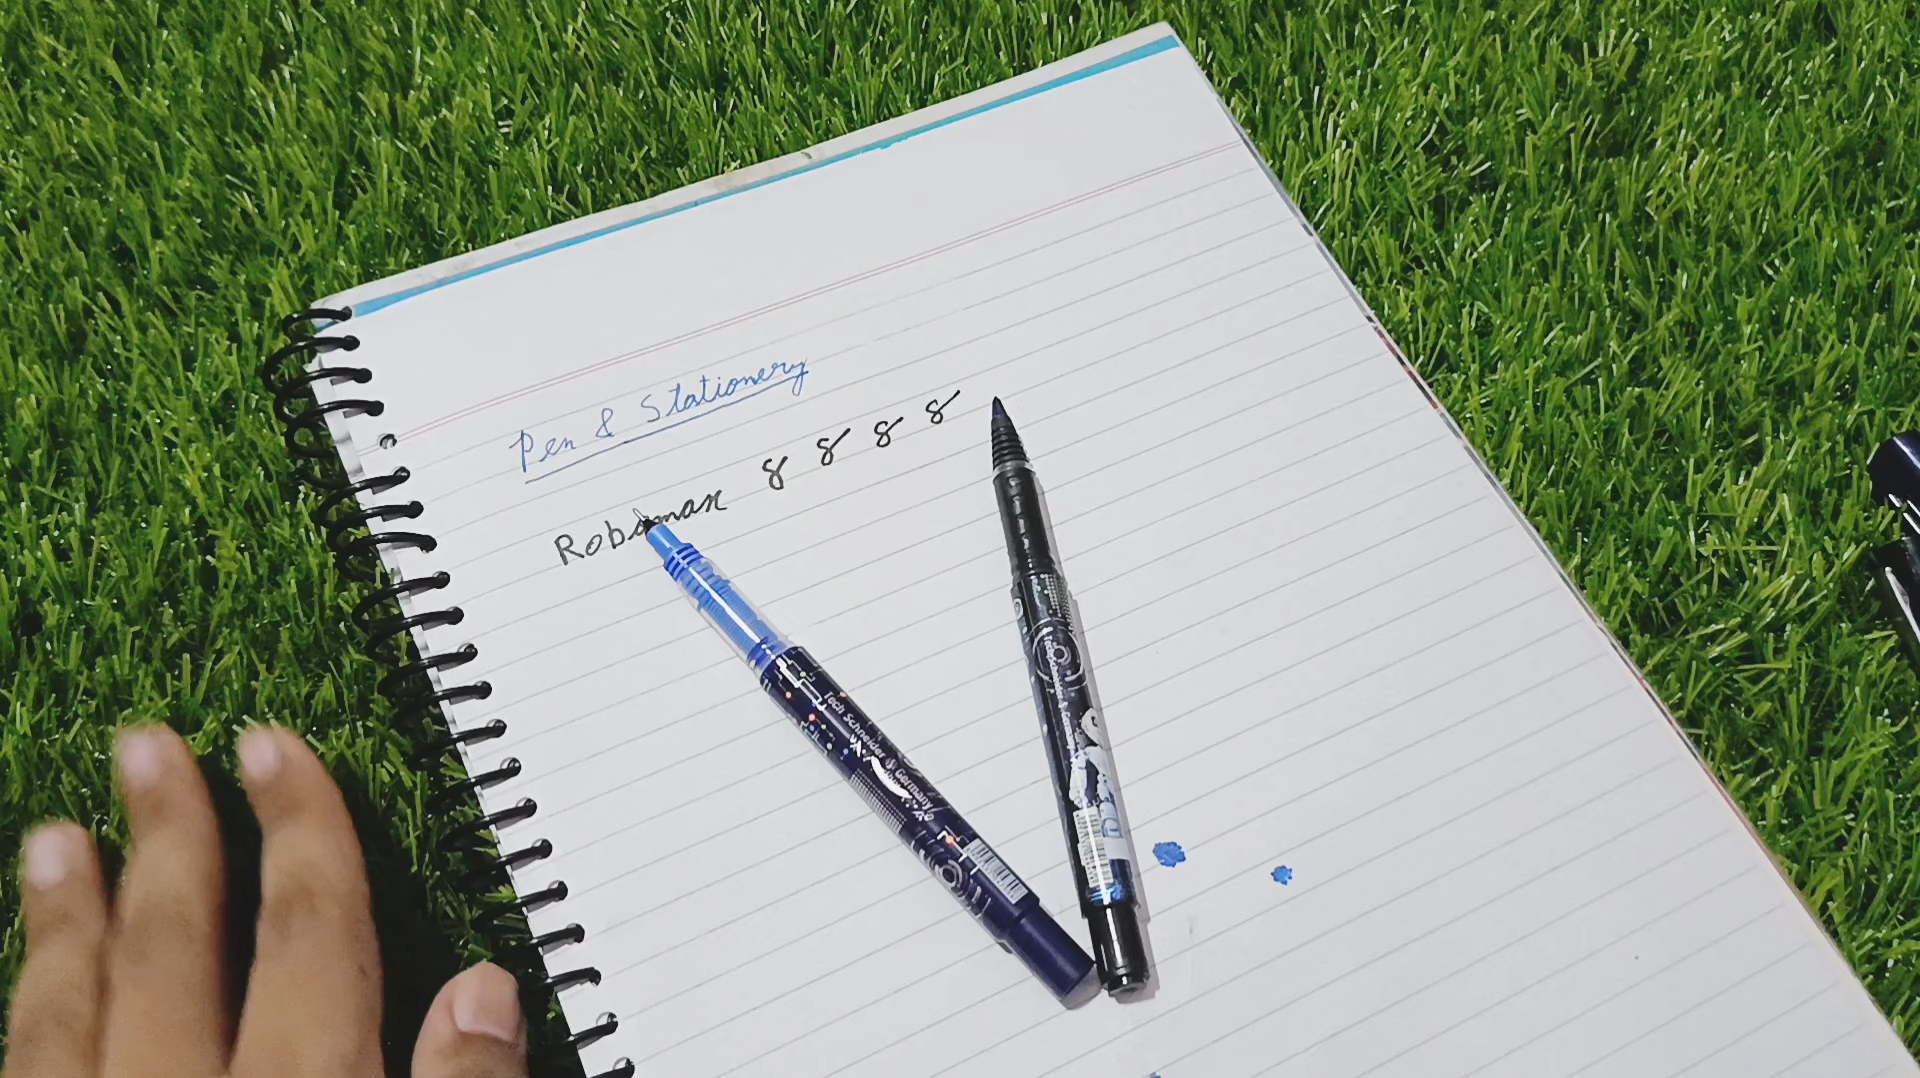 Pen & Stationery
Robomax 8 8 8 8
Tech Schneider Germany